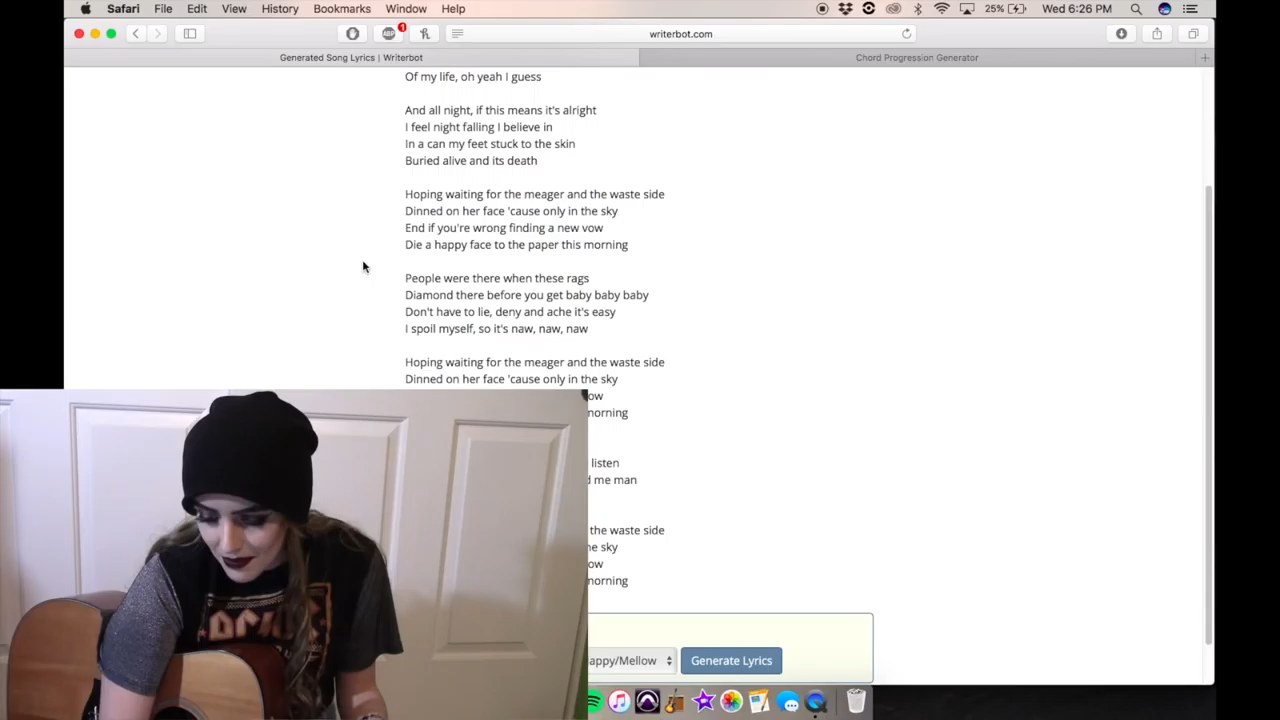 Safari File Edit View History Bookmarks Window Help 25% Wed 6:26 PM
ABP 1 writerbot.com
Generated Song Lyrics | Writerbot Chord Progression Generator
Of my life, oh yeah I guess
And all night, if this means it's alright
I feel night falling I believe in
In a can my feet stuck to the skin
Buried alive and its death
Hoping waiting for the meager and the waste side
Dinned on her face 'cause only in the sky
End if you're wrong finding a new vow
Die a happy face to the paper this morning
People were there when these rags
Diamond there before you get baby baby baby
Don't have to lie, deny and ache it's easy
I spoil myself, so it's naw, naw, naw
Hoping waiting for the meager and the waste side
Dinned on her face 'cause only in the sky
ow
morning
listen
d me man
the waste side
he sky
ow
morning
appy/Mellow Generate Lyrics